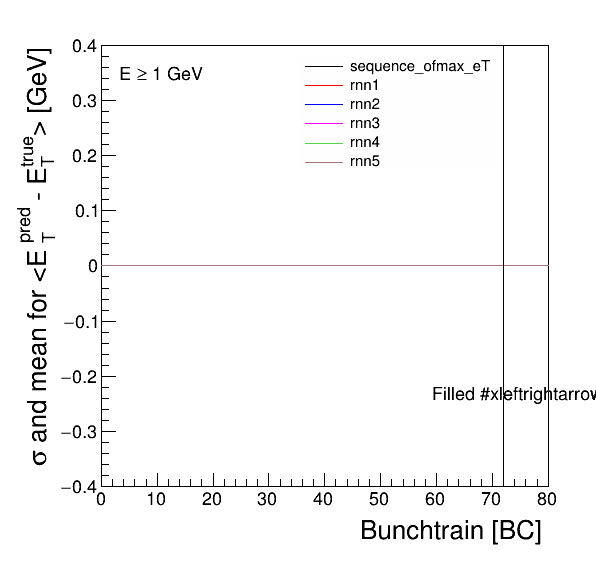 σ and mean for <E_T^pred - E_T^true> [GeV]
0.4
0.3
0.2
0.1
0
−0.1
−0.2
−0.3
−0.4
E ≥ 1 GeV
sequence_ofmax_eT
rnn1
rnn2
rnn3
rnn4
rnn5
Filled #xleftrightarrow
0 10 20 30 40 50 60 70 80
Bunchtrain [BC]